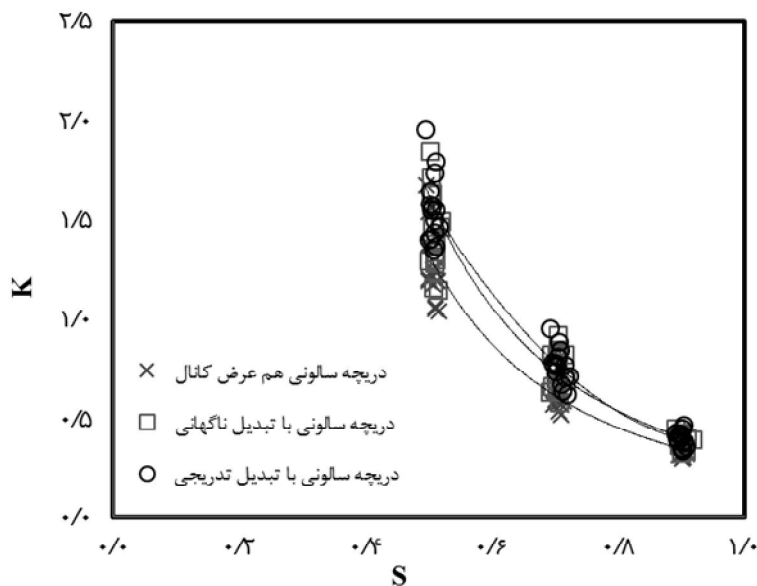 ۲/۵
۲/۰
۱/۵
۱/۰
۰/۵
۰/۰
K
دریچه سالونی هم عرض کانال
دریچه سالونی با تبدیل ناگهانی
دریچه سالونی با تبدیل تدریجی
۰/۰ ۰/۲ ۰/۴ ۰/۶ ۰/۸ ۱/۰
S